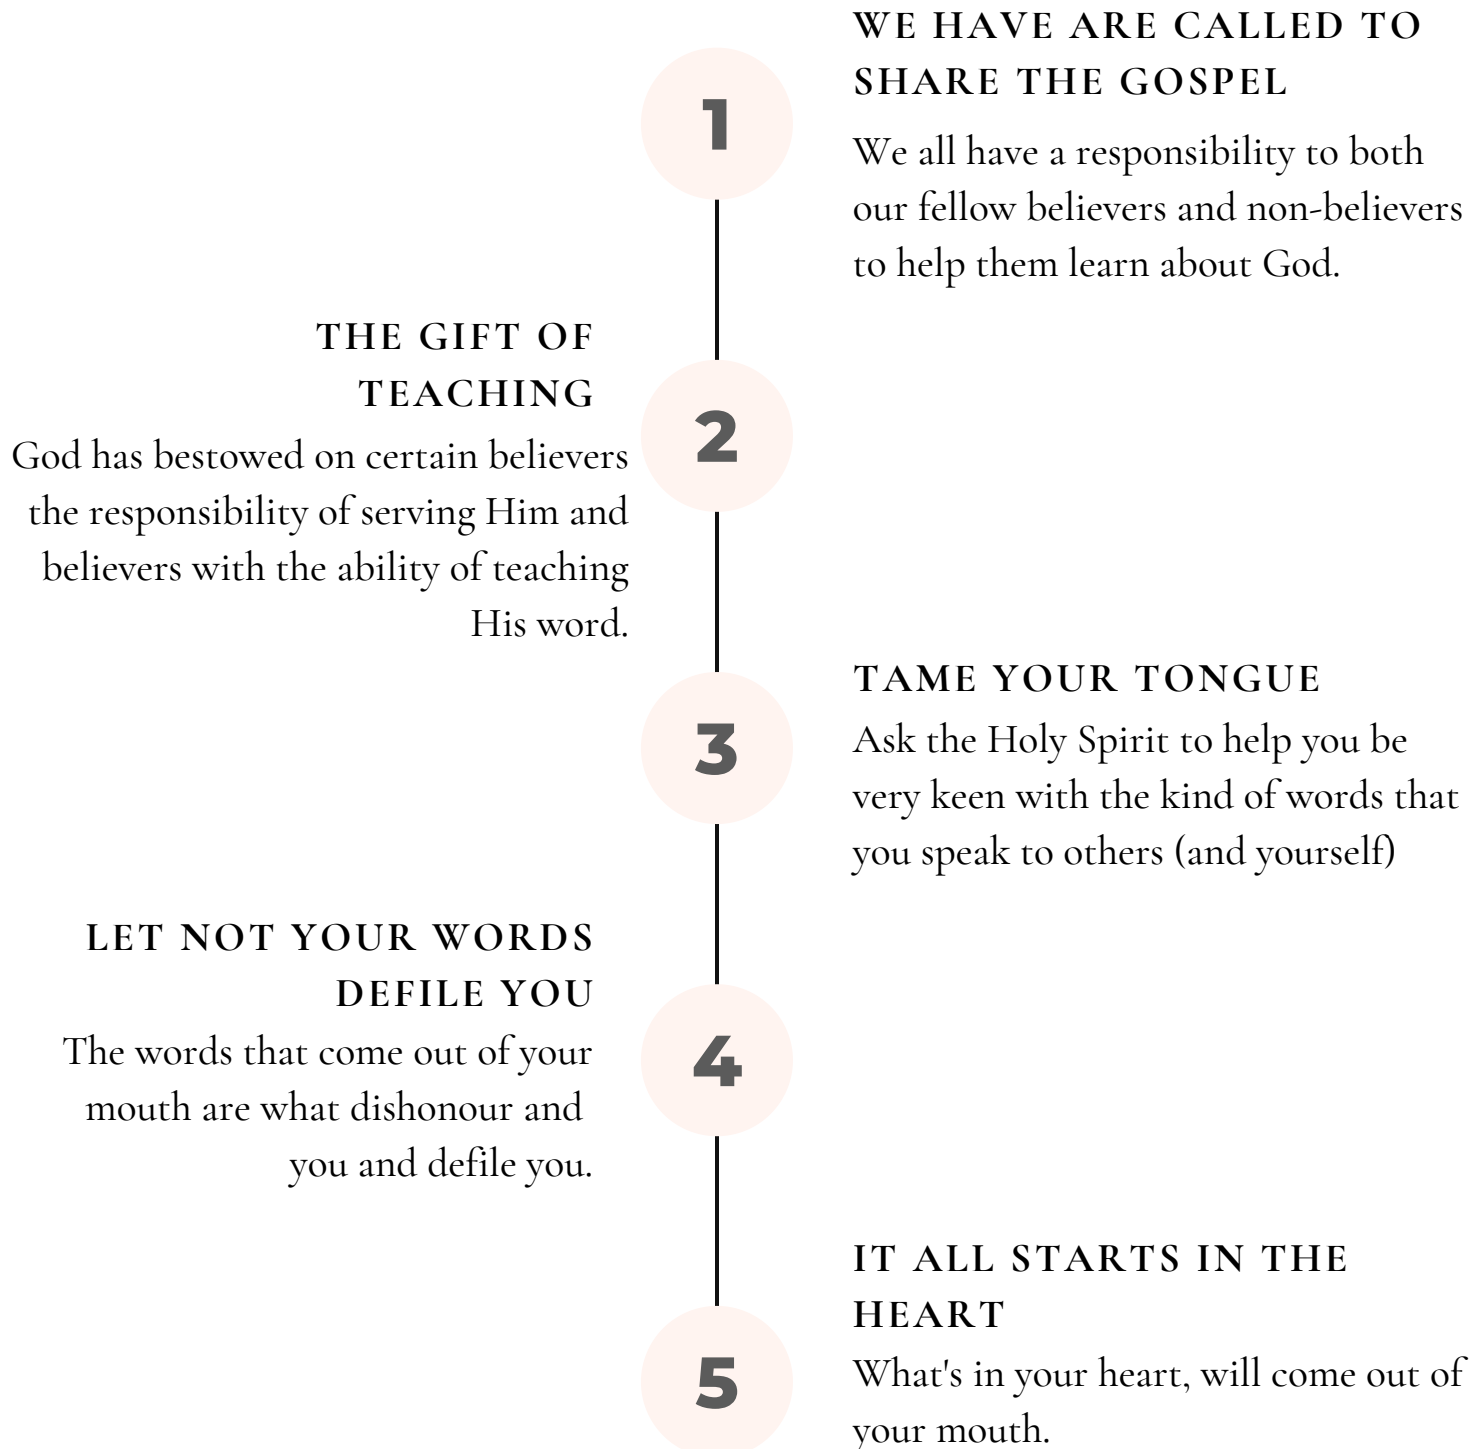 WE HAVE ARE CALLED TO
SHARE THE GOSPEL
1
We all have a responsibility to both
our fellow believers and non-believers
to help them learn about God.
THE GIFT OF
TEACHING
2
God has bestowed on certain believers
the responsibility of serving Him and
believers with the ability of teaching
His word.
TAME YOUR TONGUE
3
Ask the Holy Spirit to help you be
very keen with the kind of words that
you speak to others (and yourself)
LET NOT YOUR WORDS
DEFILE YOU
4
The words that come out of your
mouth are what dishonour and
you and defile you.
IT ALL STARTS IN THE
HEART
5
What's in your heart, will come out of
your mouth.